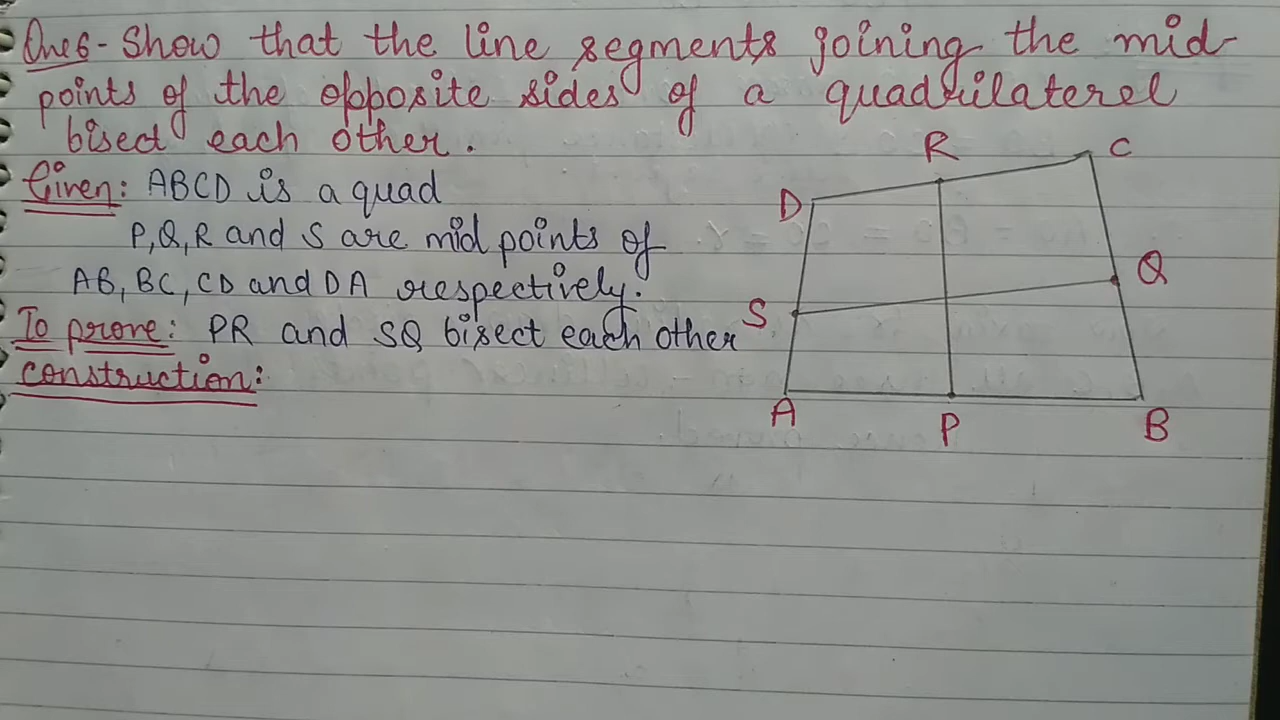 Ques- Show that the line segments joining the mid-
points of the opposite sides of a quadrilaterel
bisect each other.
Given: ABCD is a quad
P, Q, R and S are mid points of
AB, BC, CD and DA respectively.
To prove: PR and SQ bisect each other
construction:
R C
D
Q
S
A P B